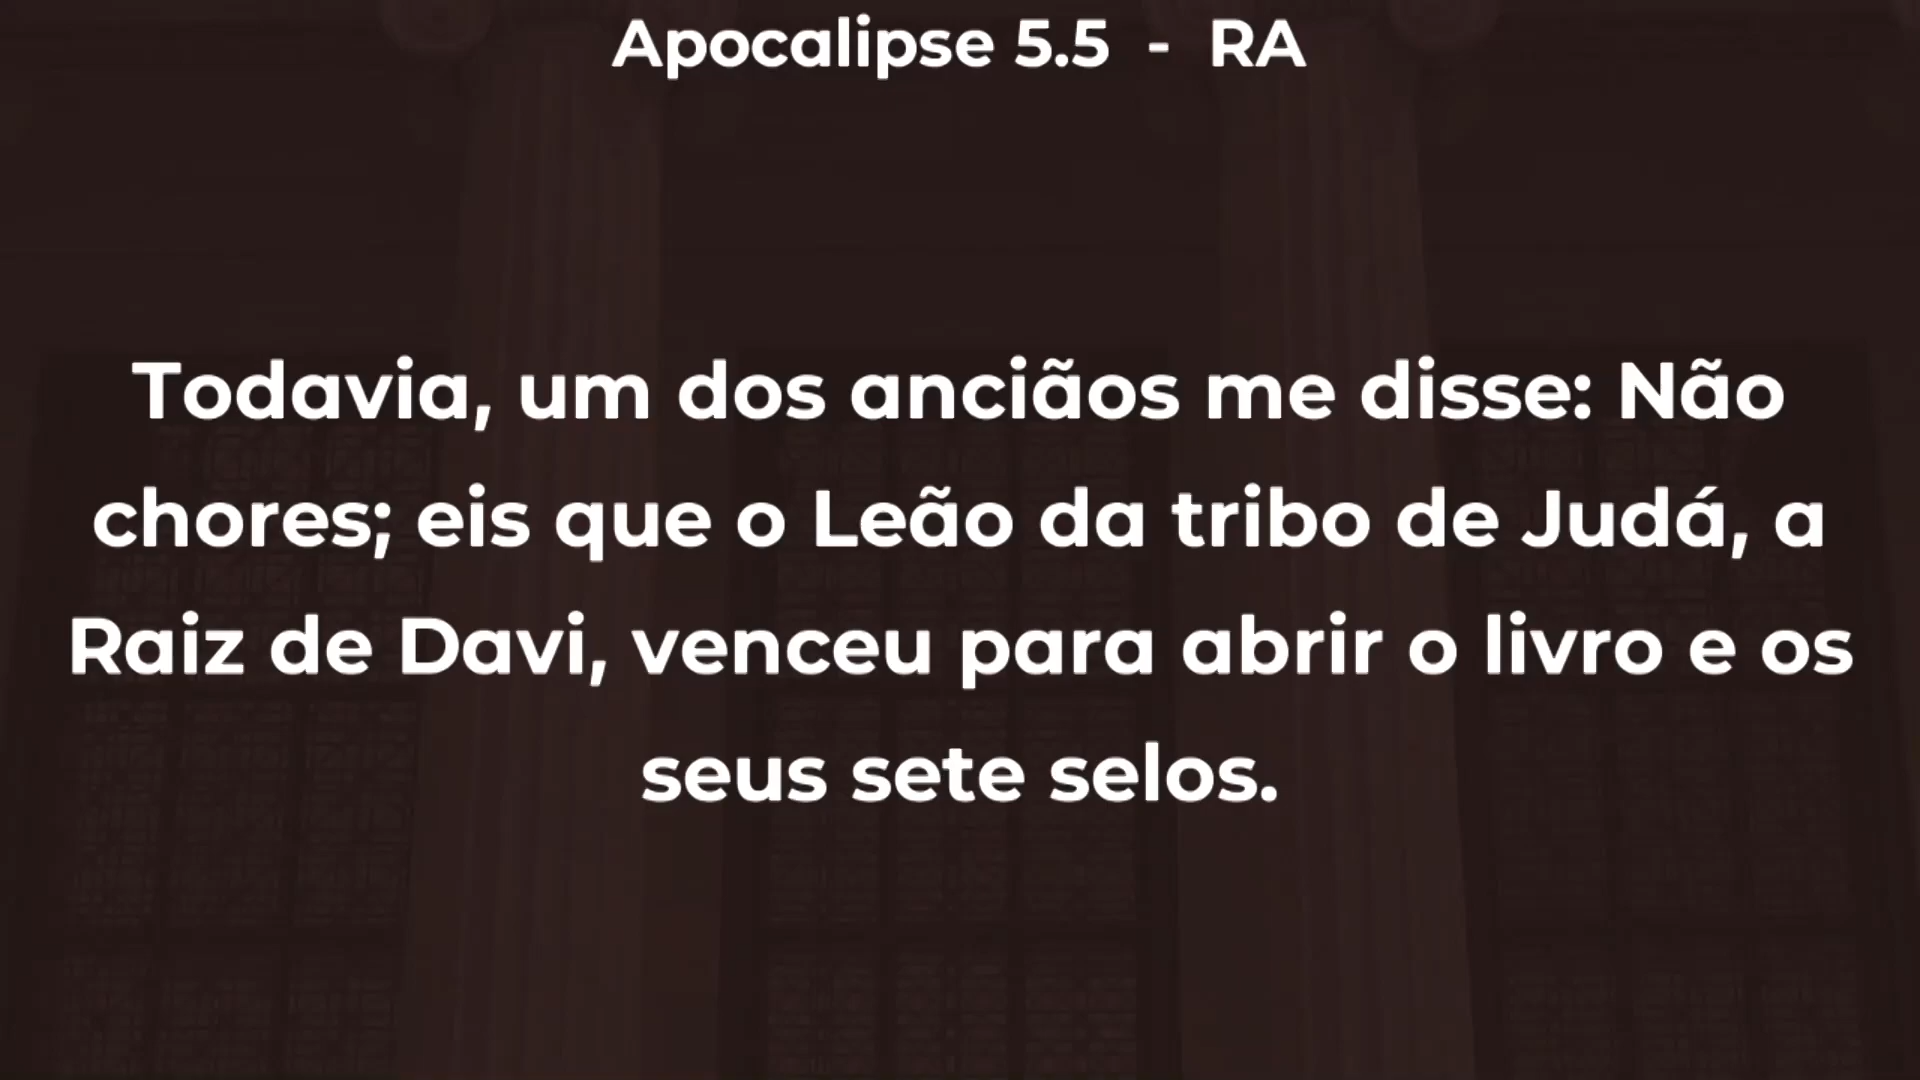 Apocalipse 5.5 - RA
Todavia, um dos anciãos me disse: Não
chores; eis que o Leão da tribo de Judá, a
Raiz de Davi, venceu para abrir o livro e os
seus sete selos.